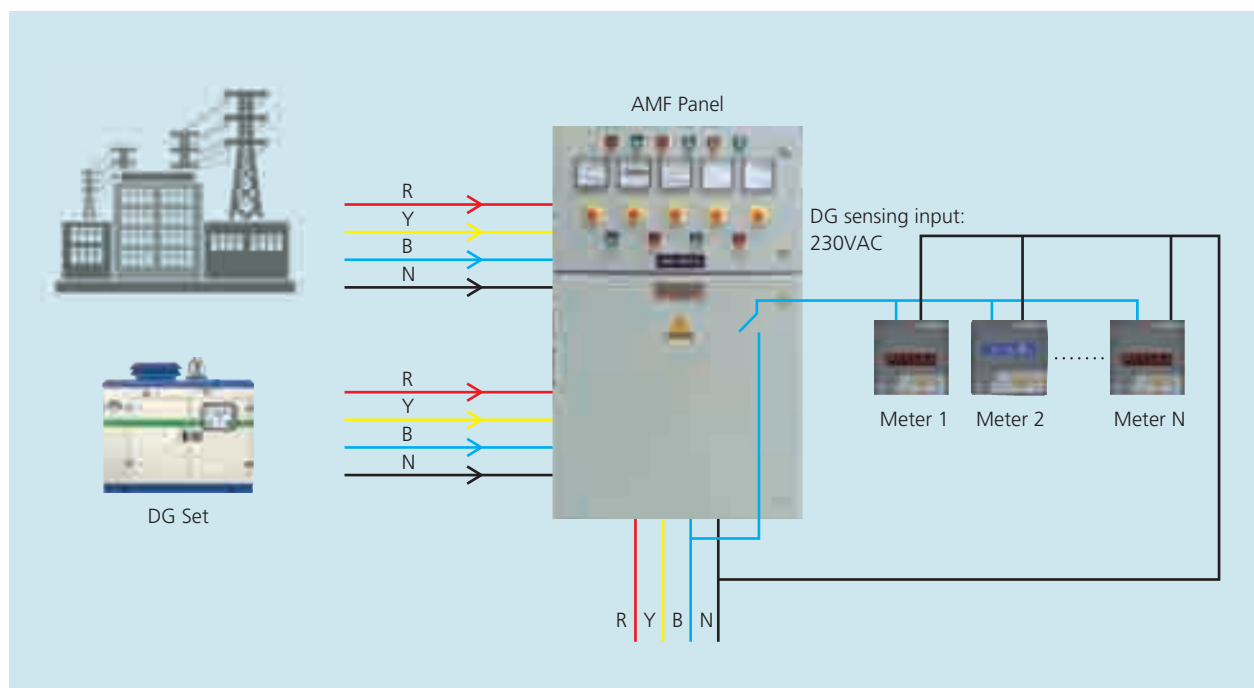 AMF Panel
R
Y
B
N
DG sensing input:
230VAC
R
Y
B
N
Meter 1
Meter 2
Meter N
DG Set
R
Y
B
N